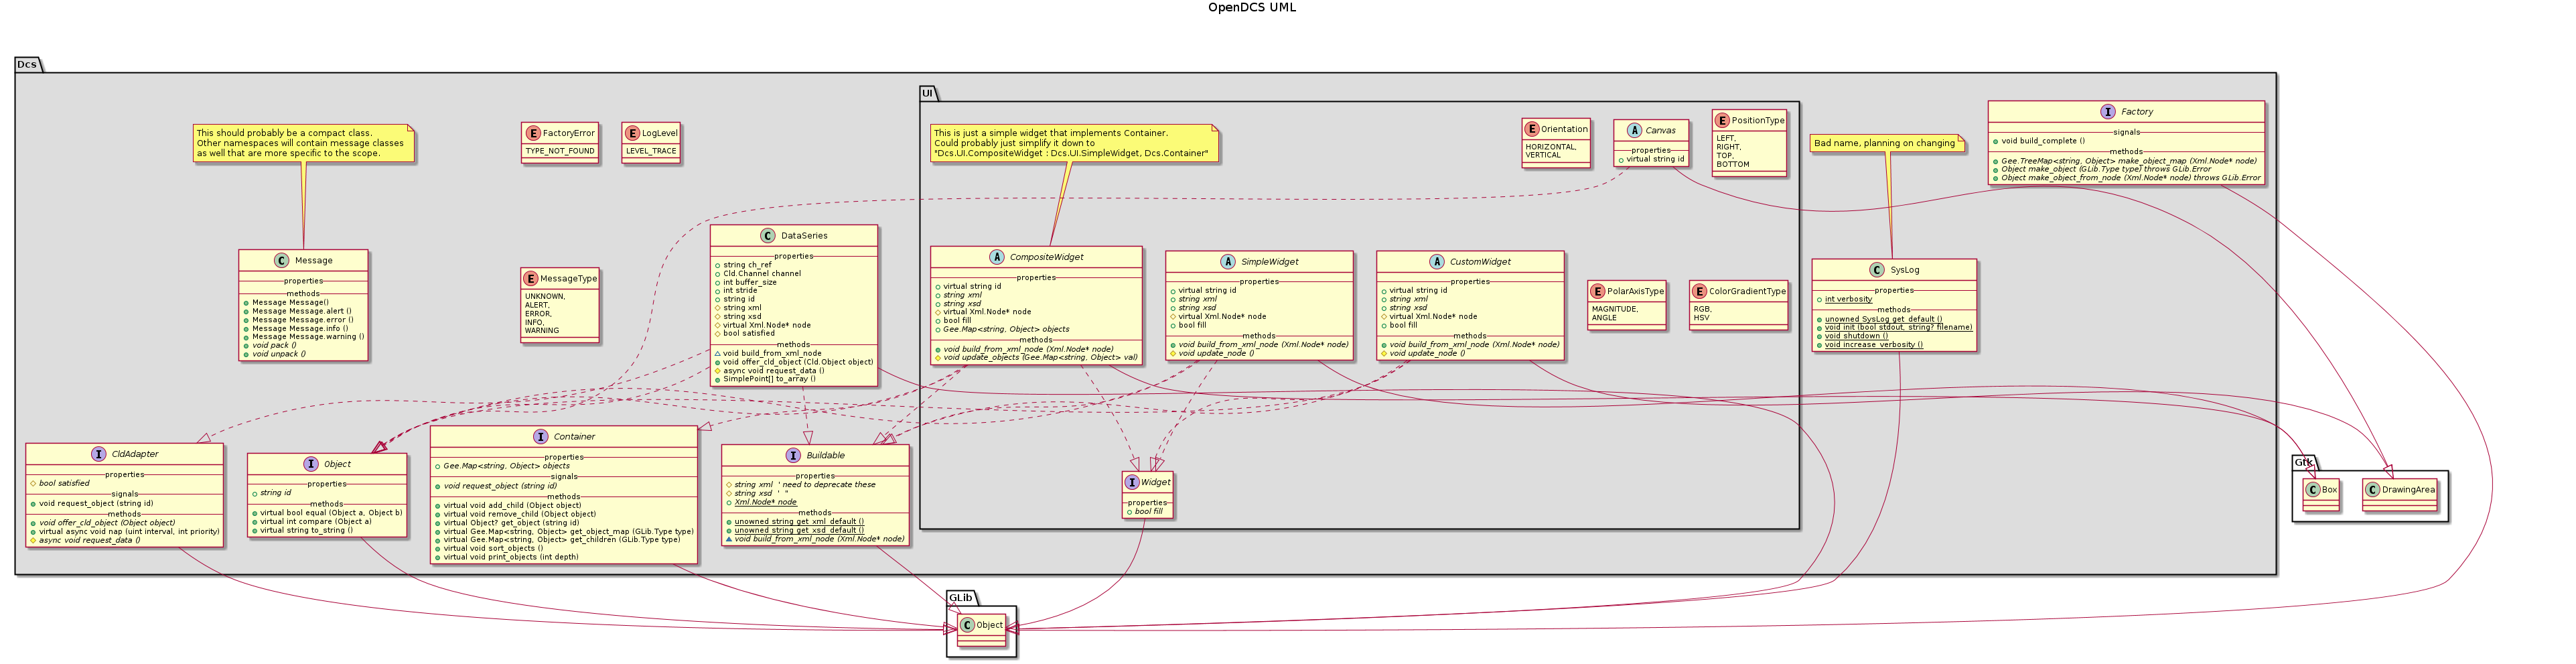 OpenDCS UML
Dcs
This should probably be a compact class.
Other namespaces will contain message classes
as well that are more specific to the scope.
E FactoryError
TYPE_NOT_FOUND
E LogLevel
LEVEL_TRACE
UI
This is just a simple widget that implements Container.
Could probably just simplify it down to
"Dcs.UI.CompositeWidget : Dcs.UI.SimpleWidget, Dcs.Container"
E Orientation
HORIZONTAL,
VERTICAL
A Canvas
properties
virtual string id
E PositionType
LEFT,
RIGHT,
TOP,
BOTTOM
Bad name, planning on changing
I Factory
signals
void build_complete ()
methods
Gee.TreeMap<string, Object> make_object_map (Xml.Node* node)
Object make_object (GLib.Type type) throws GLib.Error
Object make_object_from_node (Xml.Node* node) throws GLib.Error
C Message
properties
methods
Message Message()
Message Message.alert ()
Message Message.error ()
Message Message.info ()
Message Message.warning ()
void pack ()
void unpack ()
E MessageType
UNKNOWN,
ALERT,
ERROR,
INFO,
WARNING
C DataSeries
properties
string ch_ref
Cld.Channel channel
int buffer_size
int stride
string id
string xml
string xsd
virtual Xml.Node* node
bool satisfied
methods
void build_from_xml_node
void offer_cld_object (Cld.Object object)
async void request_data ()
SimplePoint[] to_array ()
A CompositeWidget
properties
virtual string id
string xml
string xsd
virtual Xml.Node* node
bool fill
Gee.Map<string, Object> objects
methods
void build_from_xml_node (Xml.Node* node)
void update_objects (Gee.Map<string, Object> val)
A SimpleWidget
properties
virtual string id
string xml
string xsd
virtual Xml.Node* node
bool fill
methods
void build_from_xml_node (Xml.Node* node)
void update_node ()
A CustomWidget
properties
virtual string id
string xml
string xsd
virtual Xml.Node* node
bool fill
methods
void build_from_xml_node (Xml.Node* node)
void update_node ()
E PolarAxisType
MAGNITUDE,
ANGLE
E ColorGradientType
RGB,
HSV
C SysLog
properties
int verbosity
methods
unowned SysLog get_default ()
void init (bool stdout, string? filename)
void shutdown ()
void increase_verbosity ()
I CldAdapter
properties
bool satisfied
signals
void request_object (string id)
methods
void offer_cld_object (Object object)
virtual async void nap (uint interval, int priority)
async void request_data ()
I Object
properties
string id
methods
virtual bool equal (Object a, Object b)
virtual int compare (Object a)
virtual string to_string ()
I Container
properties
Gee.Map<string, Object> objects
signals
void request_object (string id)
methods
virtual void add_child (Object object)
virtual void remove_child (Object object)
virtual Object? get_object (string id)
virtual Gee.Map<string, Object> get_object_map (GLib.Type type)
virtual Gee.Map<string, Object> get_children (GLib.Type type)
virtual void sort_objects ()
virtual void print_objects (int depth)
I Buildable
properties
string xml ' need to deprecate these
string xsd ' "
Xml.Node* node
methods
unowned string get_xml_default ()
unowned string get_xsd_default ()
void build_from_xml_node (Xml.Node* node)
I Widget
properties
bool fill
Gtk
C Box
C DrawingArea
GLib
C Object